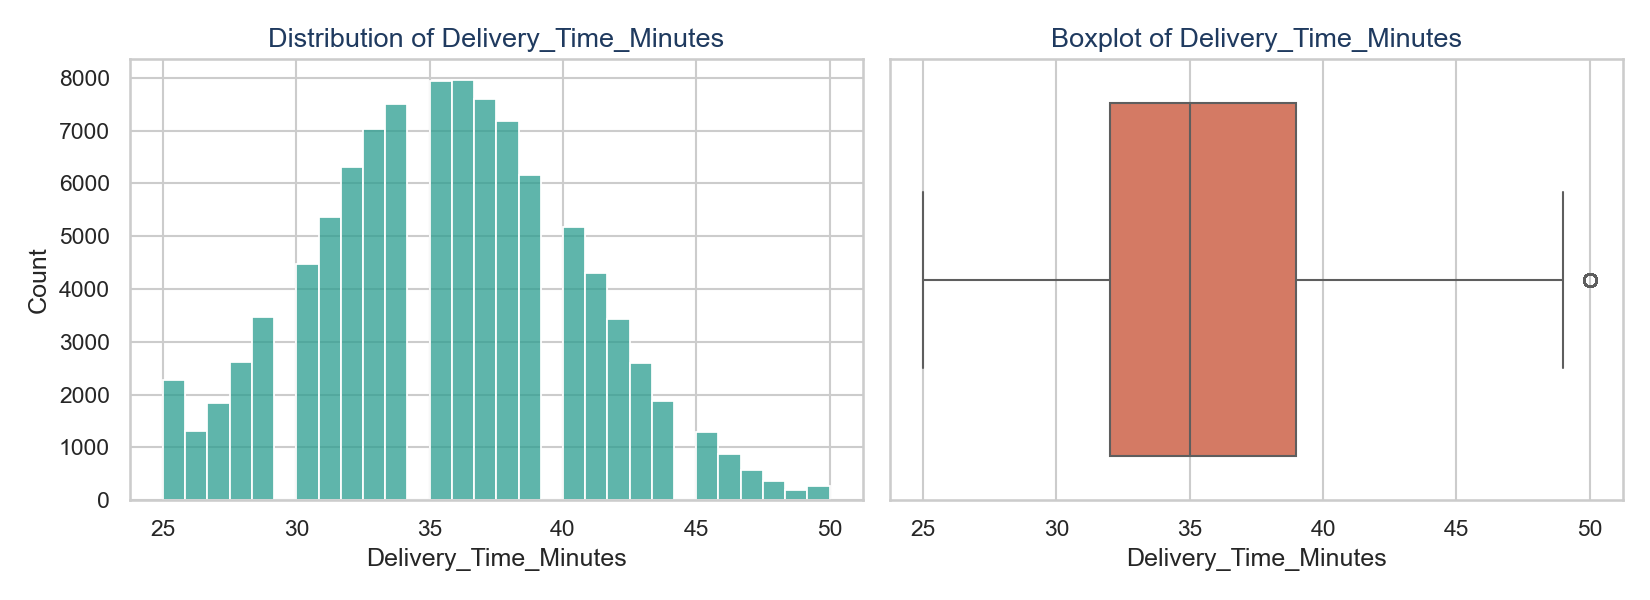 Distribution of Delivery_Time_Minutes
8000
7000
6000
5000
4000
3000
2000
1000
0
Count
25 30 35 40 45 50
Delivery_Time_Minutes
Boxplot of Delivery_Time_Minutes
25 30 35 40 45 50
Delivery_Time_Minutes